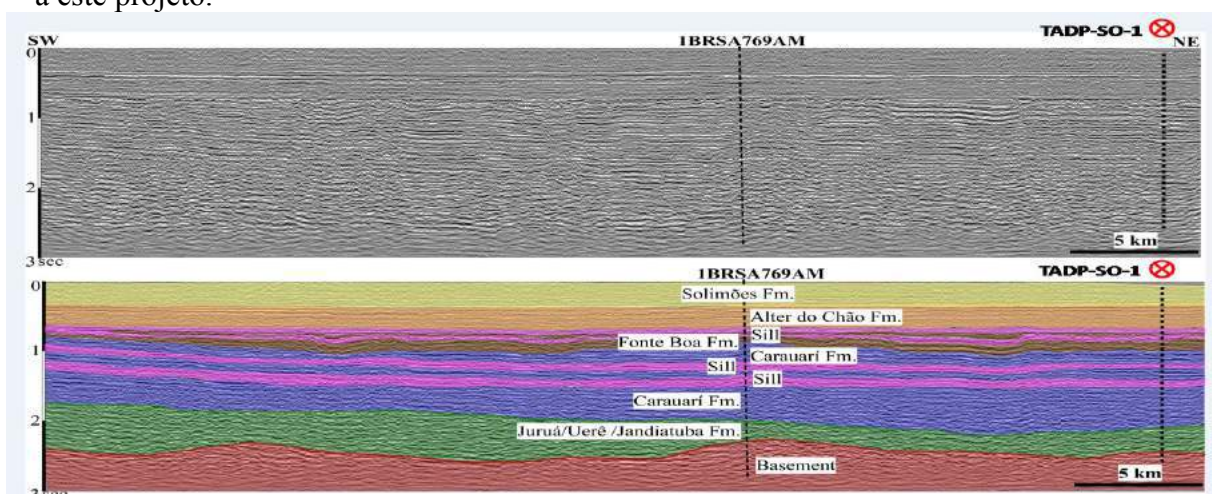 a este projeto.
SW
1BRSA769AM
TADP-SO-1
NE
0
1
2
3 sec
5 km
1BRSA769AM
TADP-SO-1
0
Solimões Fm.
Alter do Chão Fm.
Sill
Fonte Boa Fm.
1
Carauarí Fm.
Sill
Sill
Carauarí Fm.
2
Juruá/Uerê /Jandiatuba Fm.
Basement
5 km
3 sec